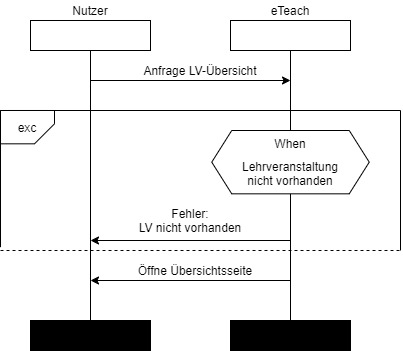 Nutzer
eTeach
Anfrage LV-Übersicht
exc
When
Lehrveranstaltung
nicht vorhanden
Fehler:
LV nicht vorhanden
Öffne Übersichtsseite